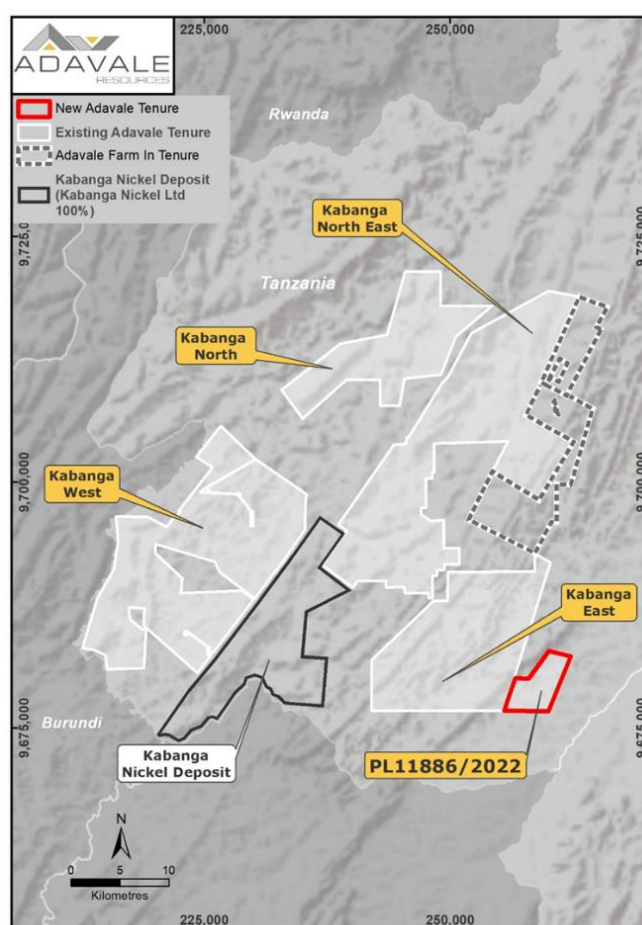 ADAVALE
RESOURCES
225,000
250,000
New Adavale Tenure
Existing Adavale Tenure
Adavale Farm In Tenure
Kabanga Nickel Deposit
(Kabanga Nickel Ltd
100%)
Rwanda
Kabanga
North East
9,725,000
9,725,000
Tanzania
Kabanga
North
Kabanga
West
9,700,000
9,700,000
Kabanga
East
Burundi
9,675,000
9,675,000
Kabanga
Nickel Deposit
PL11886/2022
N
0 5 10
Kilometres
225,000
250,000